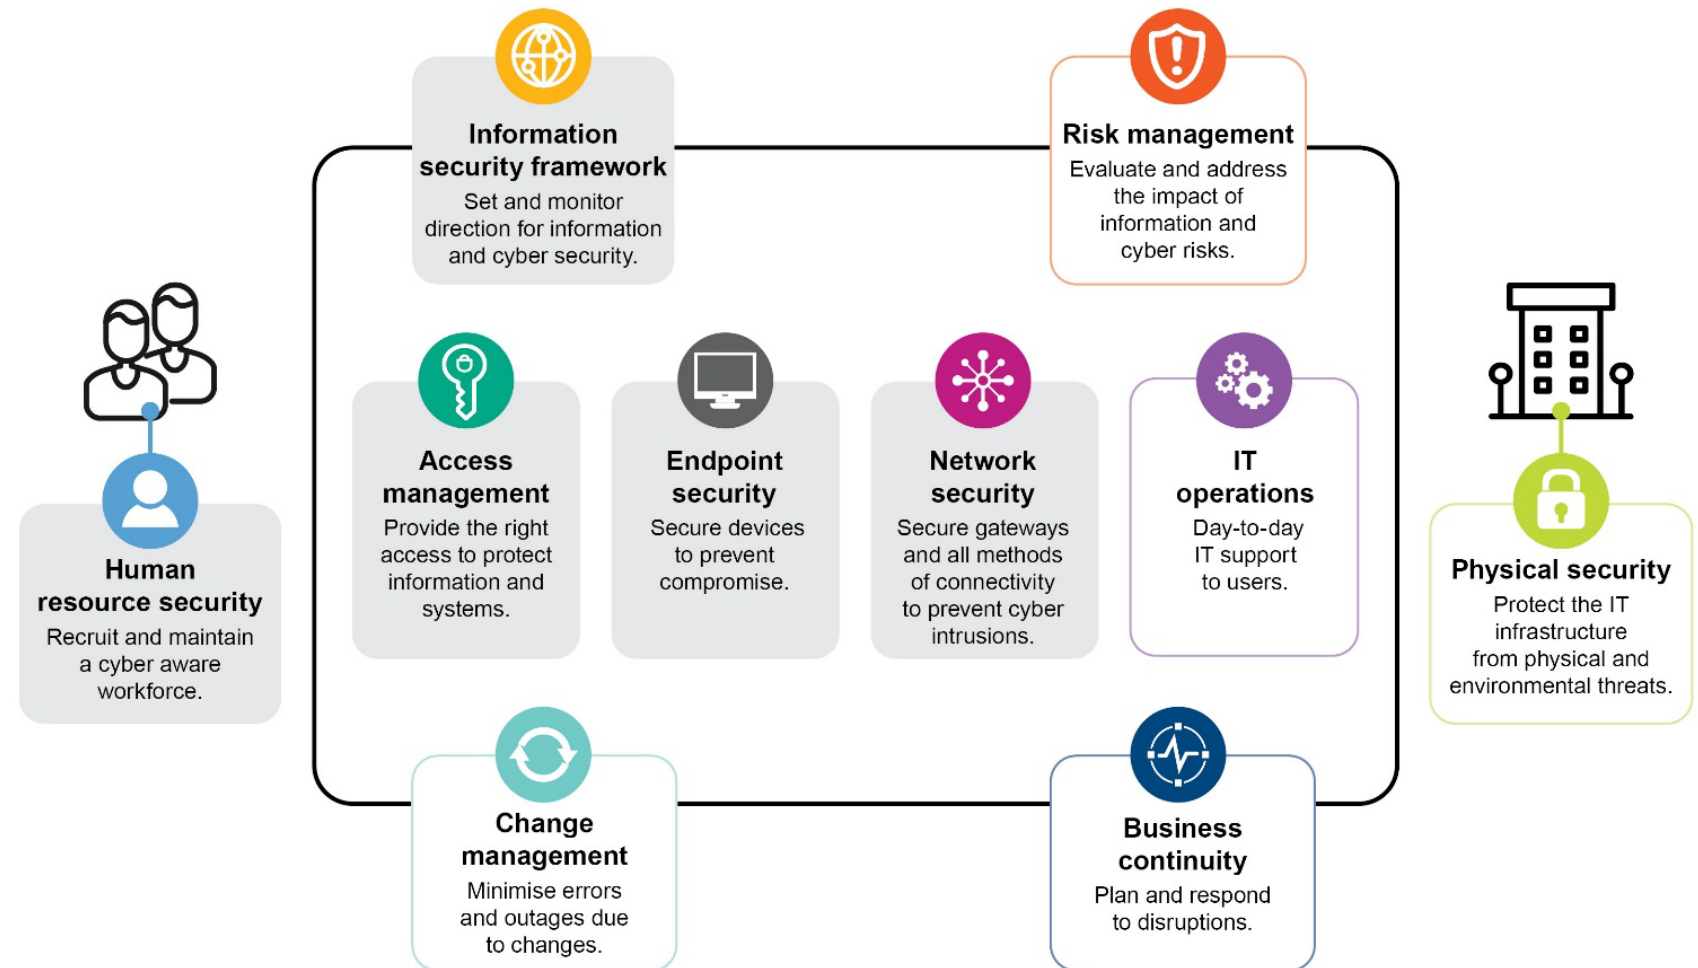 Information
security framework
Set and monitor
direction for information
and cyber security.
Risk management
Evaluate and address
the impact of
information and
cyber risks.
Human
resource security
Recruit and maintain
a cyber aware
workforce.
Access
management
Provide the right
access to protect
information and
systems.
Endpoint
security
Secure devices
to prevent
compromise.
Network
security
Secure gateways
and all methods
of connectivity
to prevent cyber
intrusions.
IT
operations
Day-to-day
IT support
to users.
Physical security
Protect the IT
infrastructure
from physical and
environmental threats.
Change
management
Minimise errors
and outages due
to changes.
Business
continuity
Plan and respond
to disruptions.